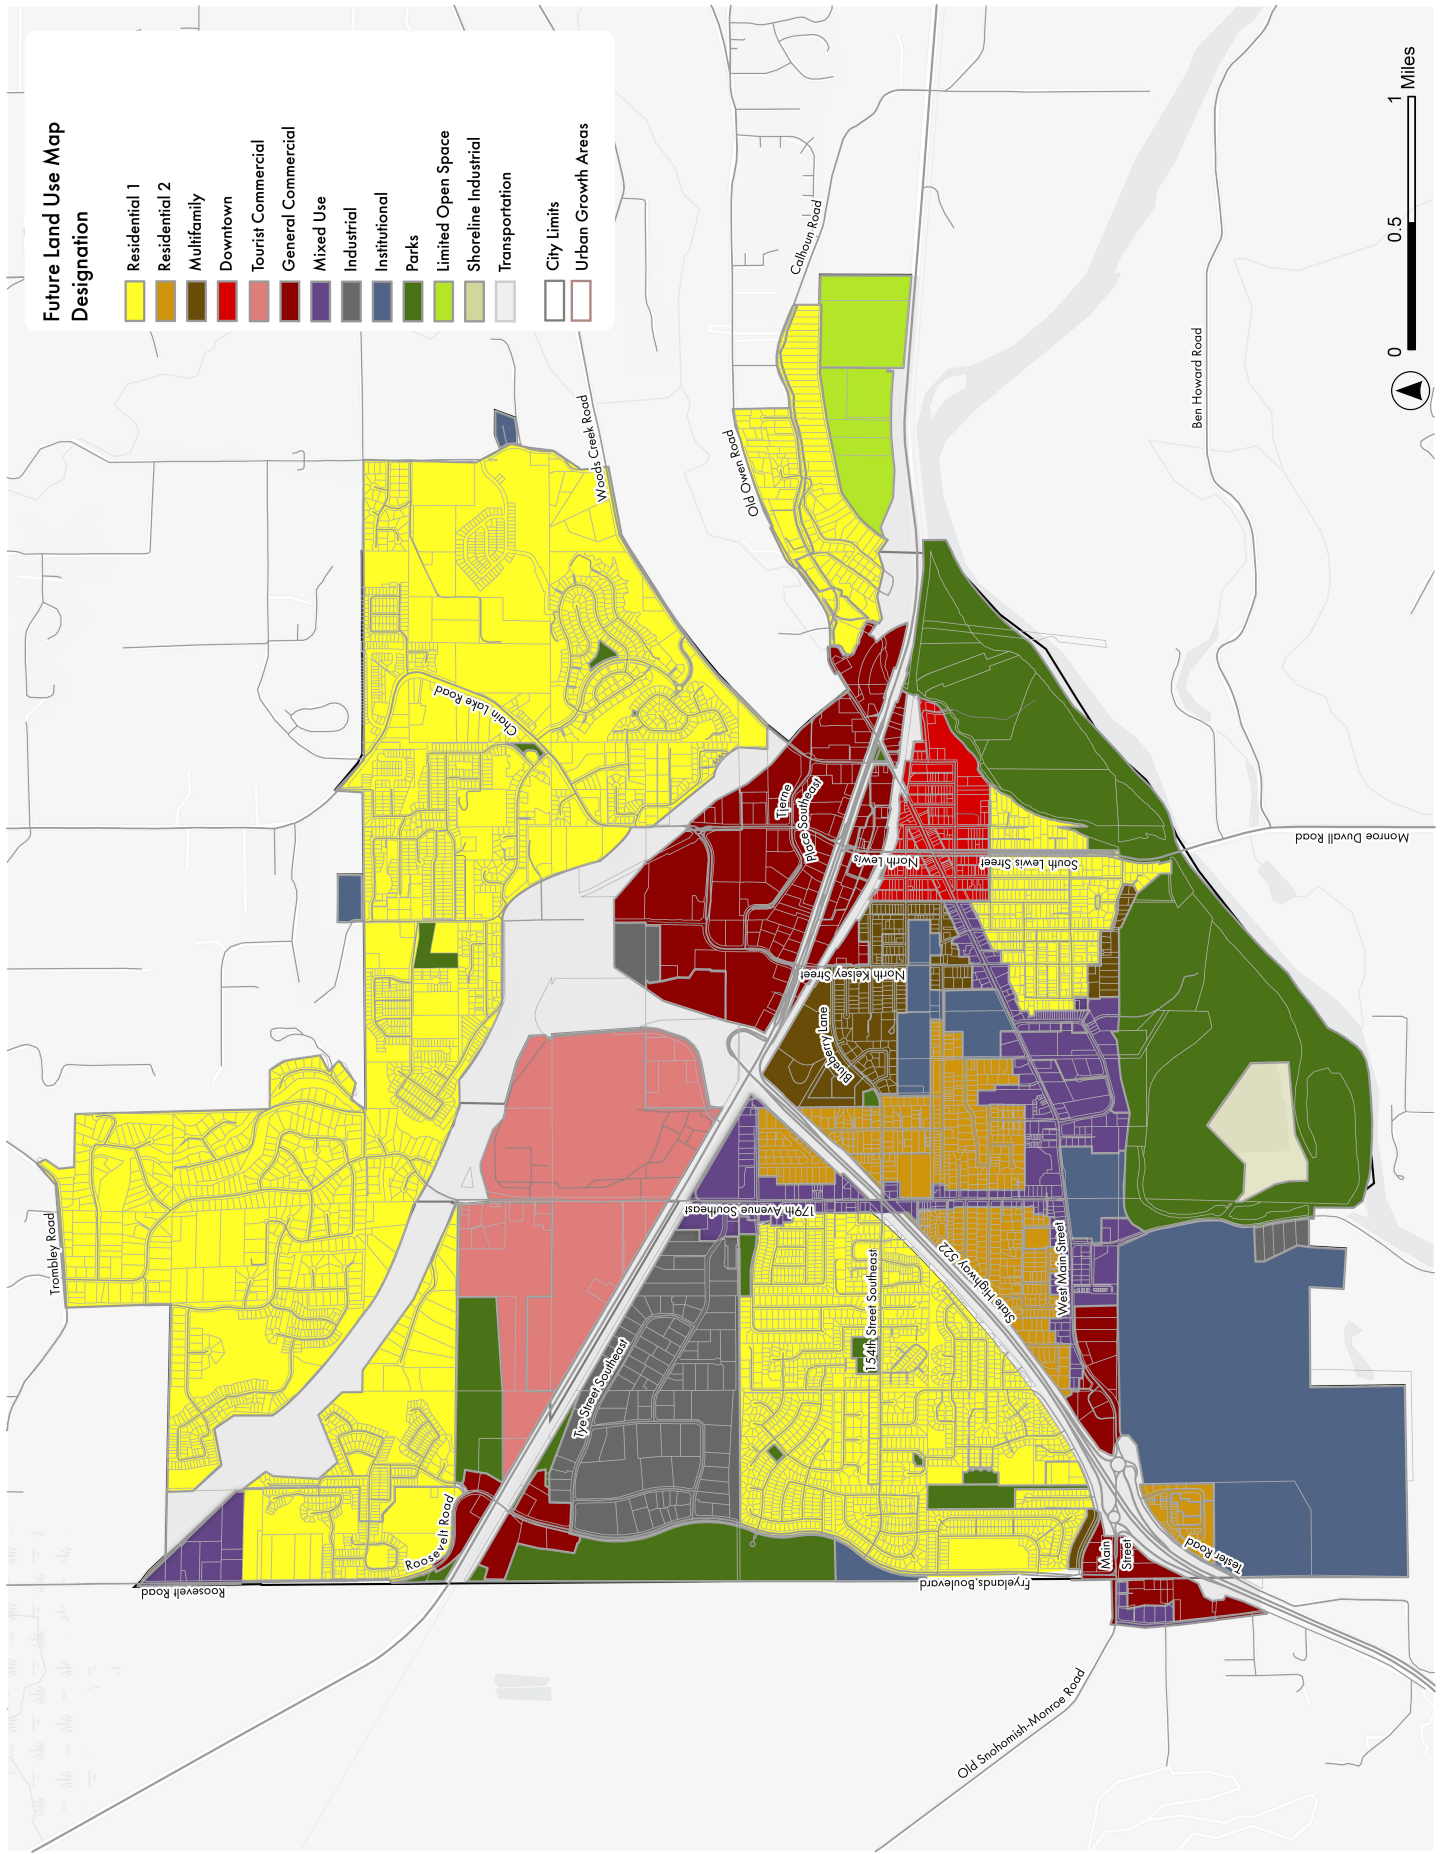 Future Land Use Map
Designation
Residential 1
Residential 2
Multifamily
Downtown
Tourist Commercial
General Commercial
Mixed Use
Industrial
Institutional
Parks
Limited Open Space
Shoreline Industrial
Transportation
City Limits
Urban Growth Areas
Trombley Road
Roosevelt Road
Roosevelt Road
Chain Lake Road
Woods Creek Road
Old Owen Road
Calhoun Road
Tierne
Place Southeast
North Lewis
South Lewis Street
North Kelsey Street
Blueberry Lane
179th Avenue Southeast
Tye Street Southeast
154th Street Southeast
State Highway 522
West Main Street
Fryelands Boulevard
Main
Street
Tester Road
Old Snohomish-Monroe Road
Monroe Duvall Road
Ben Howard Road
0
0.5
1
Miles